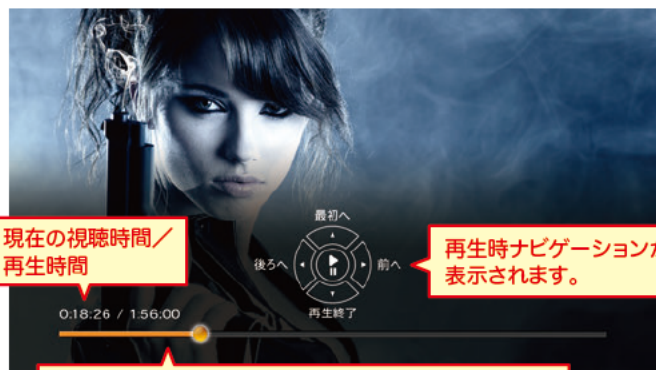 最初へ
現在の視聴時間／
再生時間
後ろへ
前へ
再生時ナビゲーション
表示されます。
0:18:26 / 1:56:00
再生終了